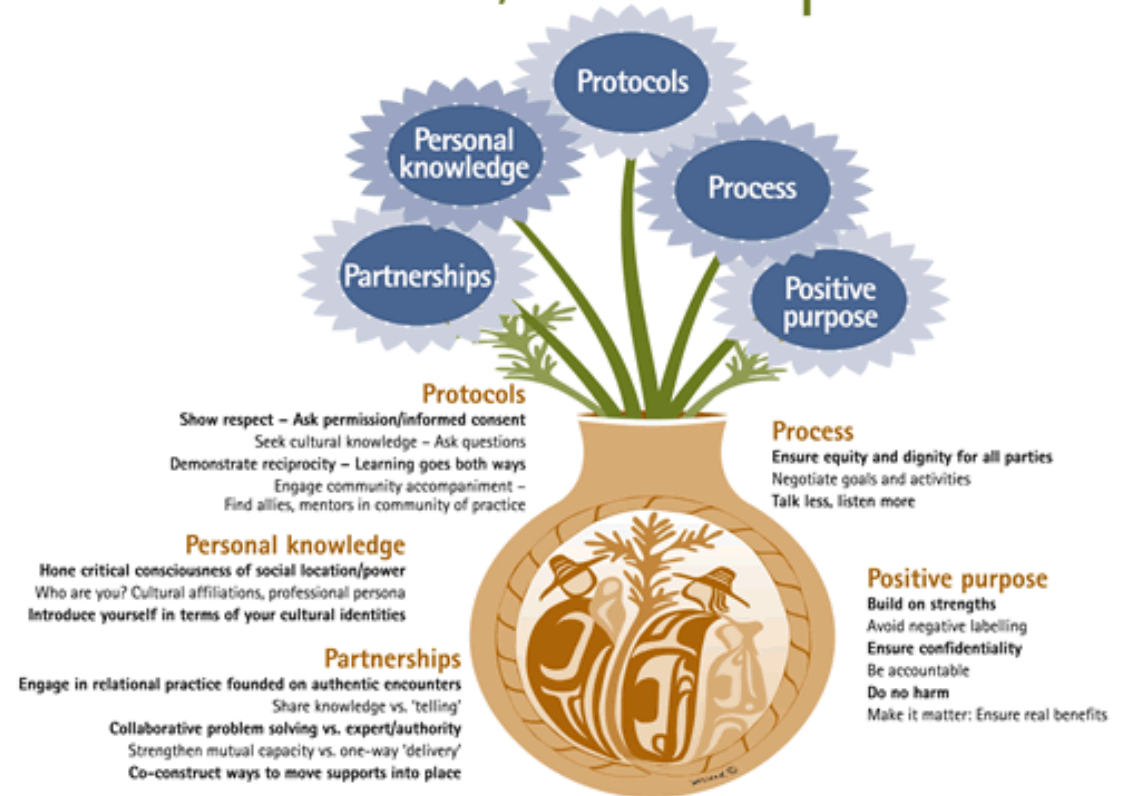 Protocols
Personal
knowledge
Process
Partnerships
Positive
purpose
Protocols
Show respect – Ask permission/informed consent
Seek cultural knowledge – Ask questions
Demonstrate reciprocity – Learning goes both ways
Engage community accompaniment –
Find allies, mentors in community of practice
Personal knowledge
Hone critical consciousness of social location/power
Who are you? Cultural affiliations, professional persona
Introduce yourself in terms of your cultural identities
Partnerships
Engage in relational practice founded on authentic encounters
Share knowledge vs. 'telling'
Collaborative problem solving vs. expert/authority
Strengthen mutual capacity vs. one-way 'delivery'
Co-construct ways to move supports into place
Process
Ensure equity and dignity for all parties
Negotiate goals and activities
Talk less, listen more
Positive purpose
Build on strengths
Avoid negative labelling
Ensure confidentiality
Be accountable
Do no harm
Make it matter: Ensure real benefits